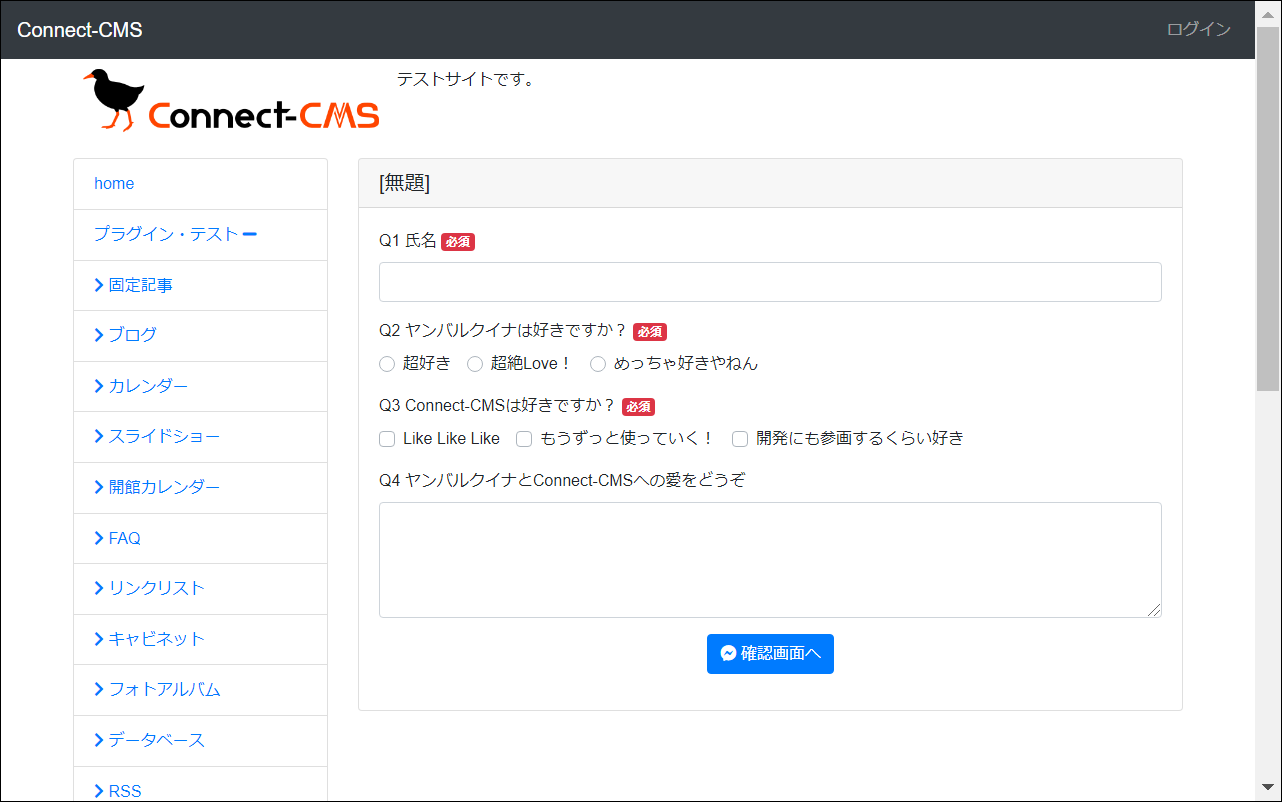 Connect-CMS
ログイン
Connect-CMS
テストサイトです。
home
プラグイン・テスト
固定記事
ブログ
カレンダー
スライドショー
開館カレンダー
FAQ
リンクリスト
キャビネット
フォトアルバム
データベース
RSS
[無題]
Q1 氏名 必須
Q2 ヤンバルクイナは好きですか？ 必須
超好き 超絶Love！ めっちゃ好きやねん
Q3 Connect-CMSは好きですか？ 必須
Like Like Like もうずっと使っていく！ 開発にも参画するくらい好き
Q4 ヤンバルクイナとConnect-CMSへの愛をどうぞ
確認画面へ